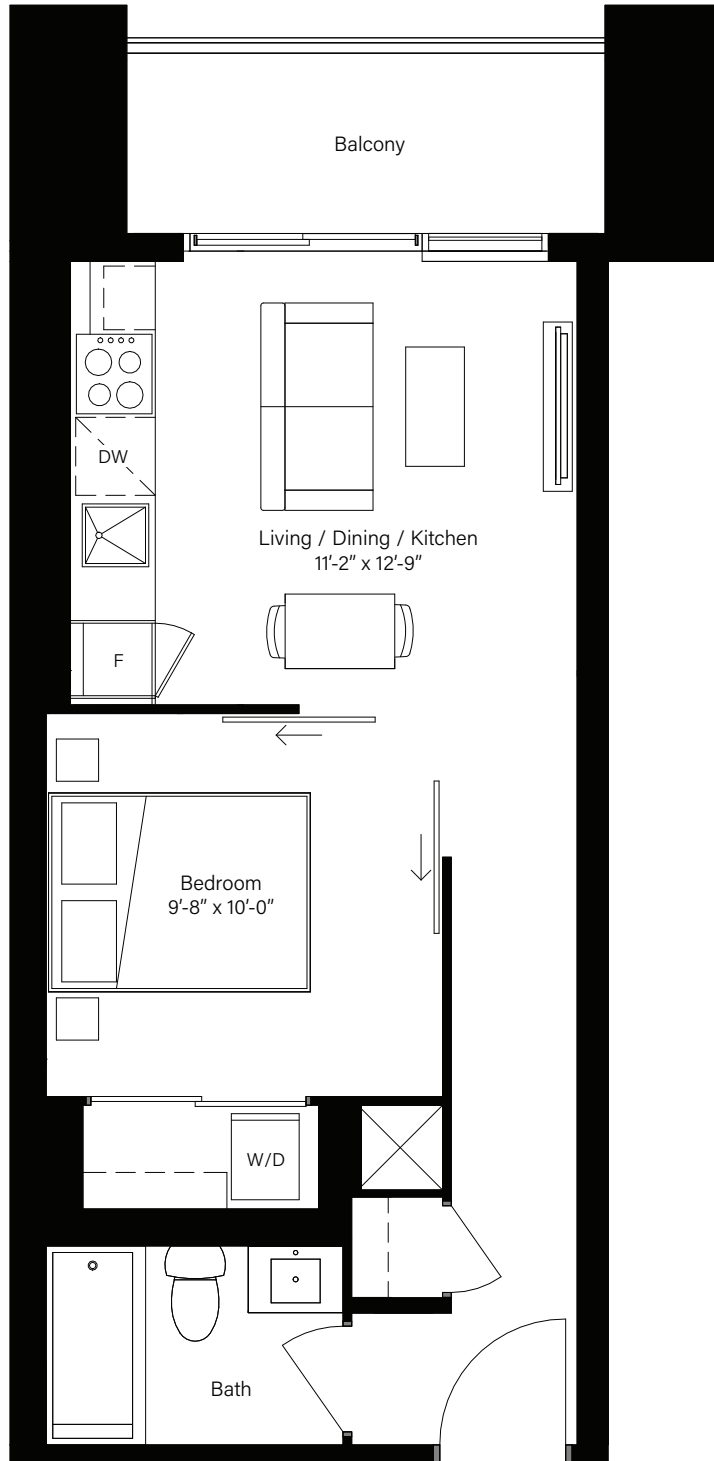 Balcony
DW
Living / Dining / Kitchen
11'-2” x 12'-9”
F
Bedroom
9'-8” x 10'-0”
W/D
Bath